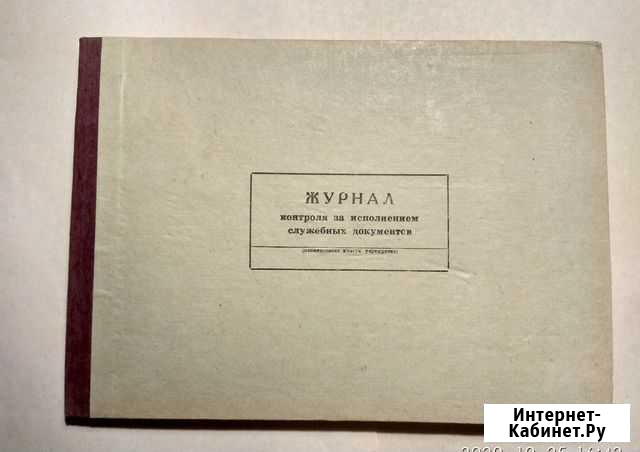 ЖУРНАЛ
контроля за исполнением
служебных документов
Интернет-
Кабинет.Ру